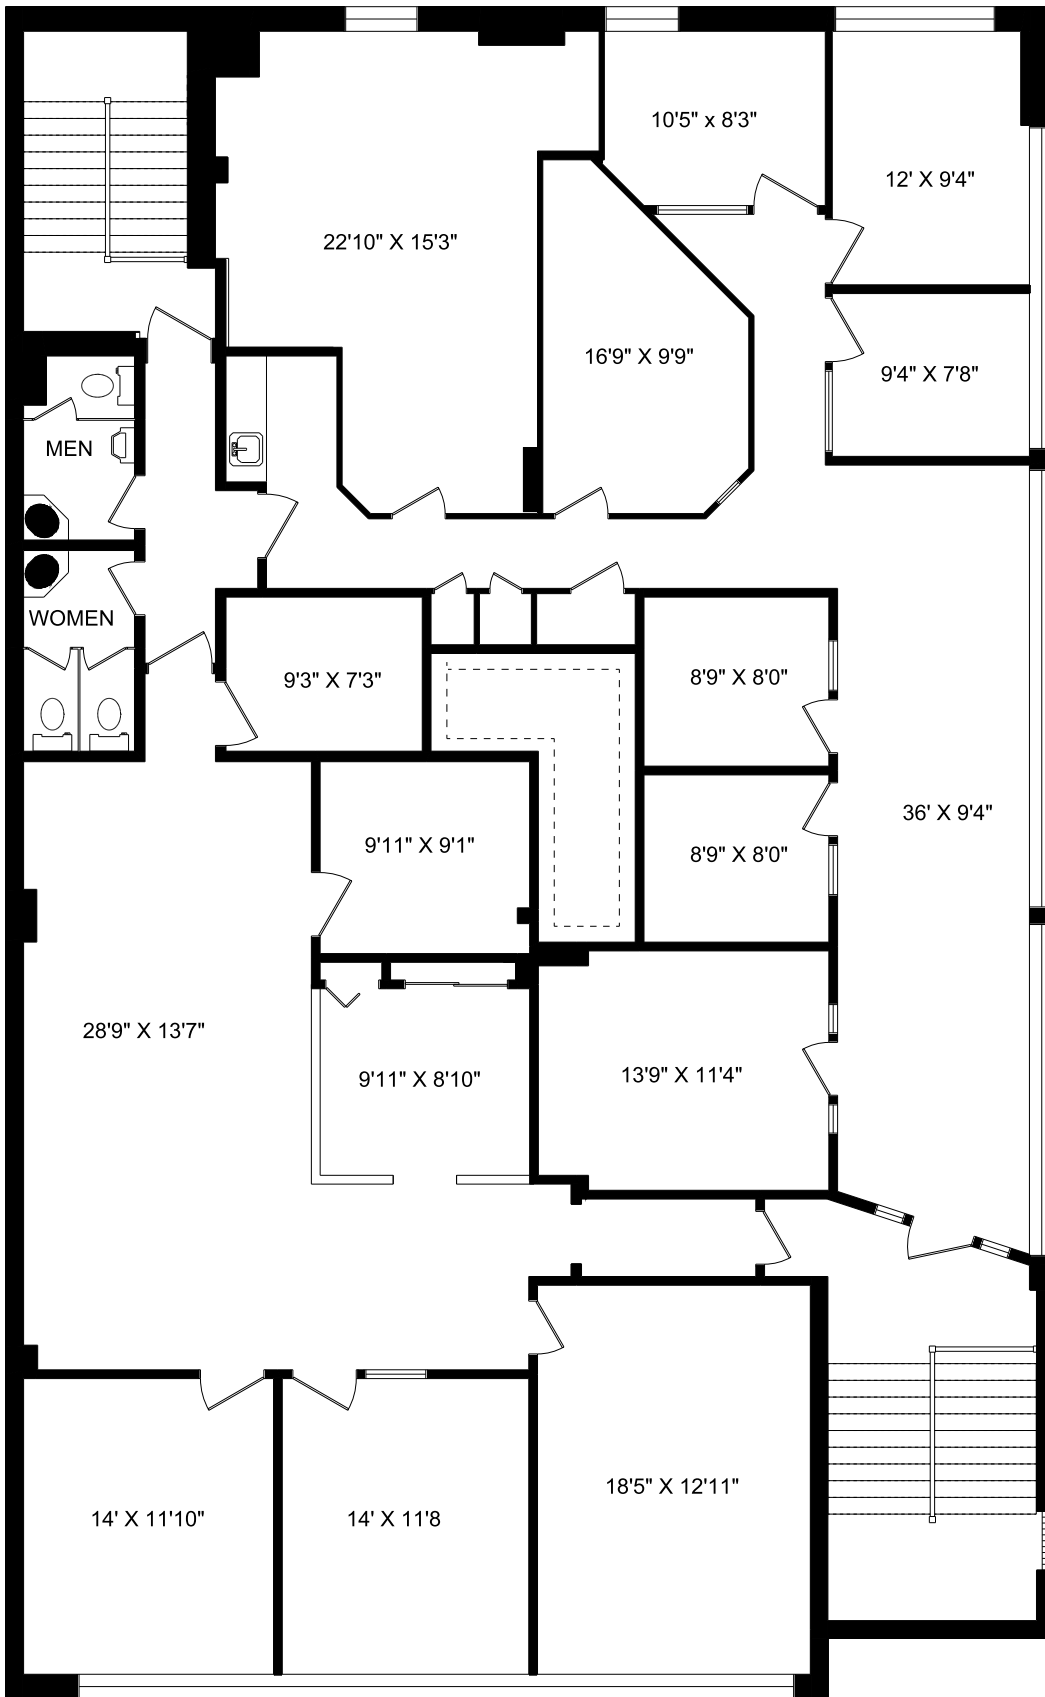 10'5" x 8'3"
12' X 9'4"
22'10" X 15'3"
16'9" X 9'9"
9'4" X 7'8"
MEN
WOMEN
9'3" X 7'3"
8'9" X 8'0"
36' X 9'4"
9'11" X 9'1"
8'9" X 8'0"
28'9" X 13'7"
9'11" X 8'10"
13'9" X 11'4"
18'5" X 12'11"
14' X 11'10"
14' X 11'8